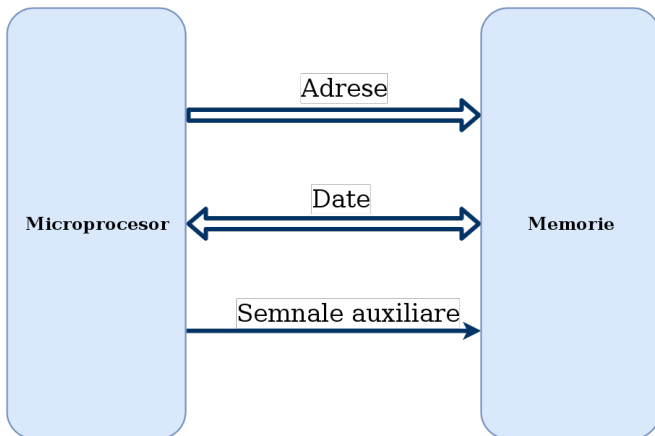 Adrese
Date
Microprocesor
Memorie
Semnale auxiliare